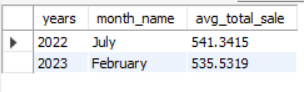 years month_name avg_total_sale
2022 July 541.3415
2023 February 535.5319